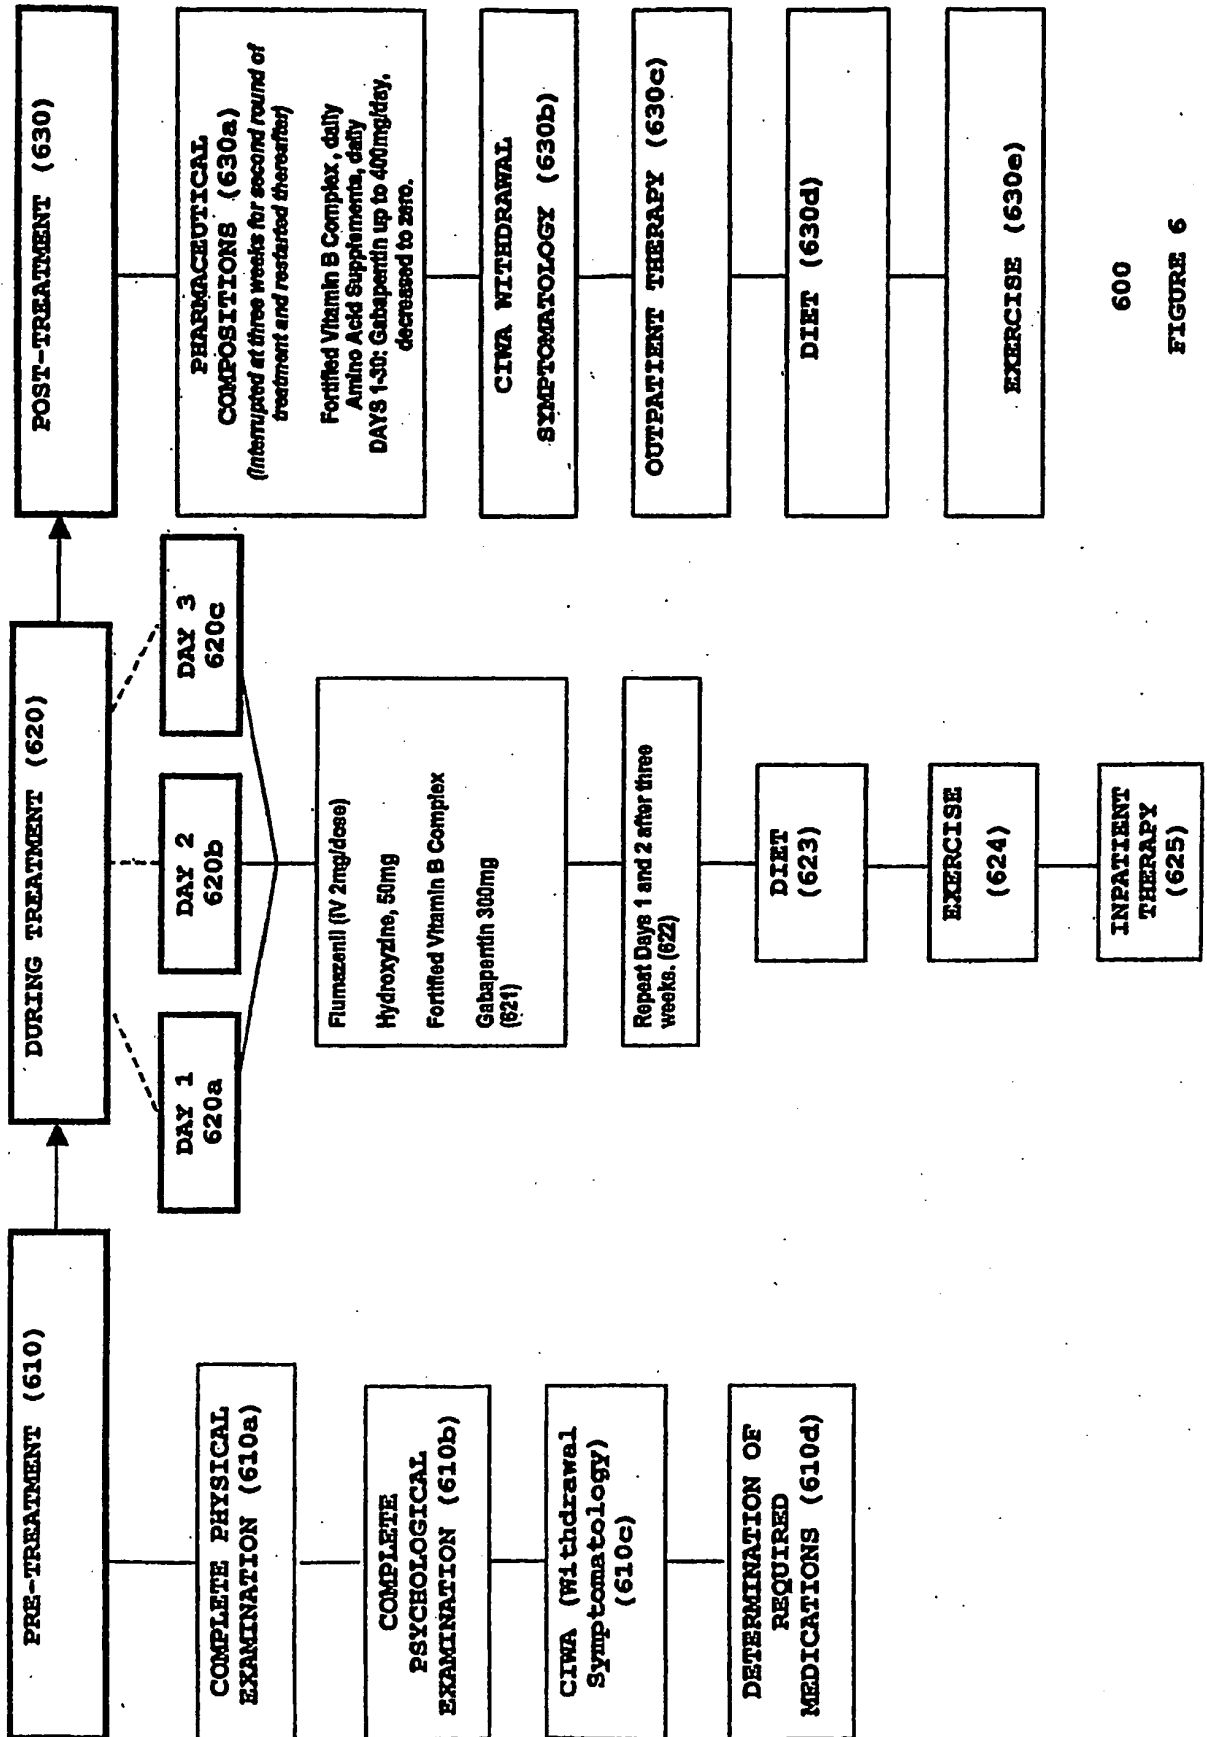 PRE-TREATMENT (610)
COMPLETE PHYSICAL
EXAMINATION (610a)
COMPLETE
PSYCHOLOGICAL
EXAMINATION (610b)
CIWA (Withdrawal
Symptomatology)
(610c)
DETERMINATION OF
REQUIRED
MEDICATIONS (610d)
DURING TREATMENT (620)
DAY 1
620a
DAY 2
620b
DAY 3
620c
Flumazenil (IV 2mg/dose)
Hydroxyzine, 50mg
Fortified Vitamin B Complex
Gabapentin 300mg
(621)
Repeat Days 1 and 2 after three
weeks. (622)
DIET
(623)
EXERCISE
(624)
INPATIENT
THERAPY
(625)
POST-TREATMENT (630)
PHARMACEUTICAL
COMPOSITIONS (630a)
(interrupted at three weeks for second round of
treatment and restarted thereafter)
Fortified Vitamin B Complex, daily
Amino Acid Supplements, daily
DAYS 1-30: Gabapentin up to 400mg/day,
decreased to zero.
CIWA WITHDRAWAL
SYMPTOMATOLOGY (630b)
OUTPATIENT THERAPY (630c)
DIET (630d)
EXERCISE (630e)
600
FIGURE 6